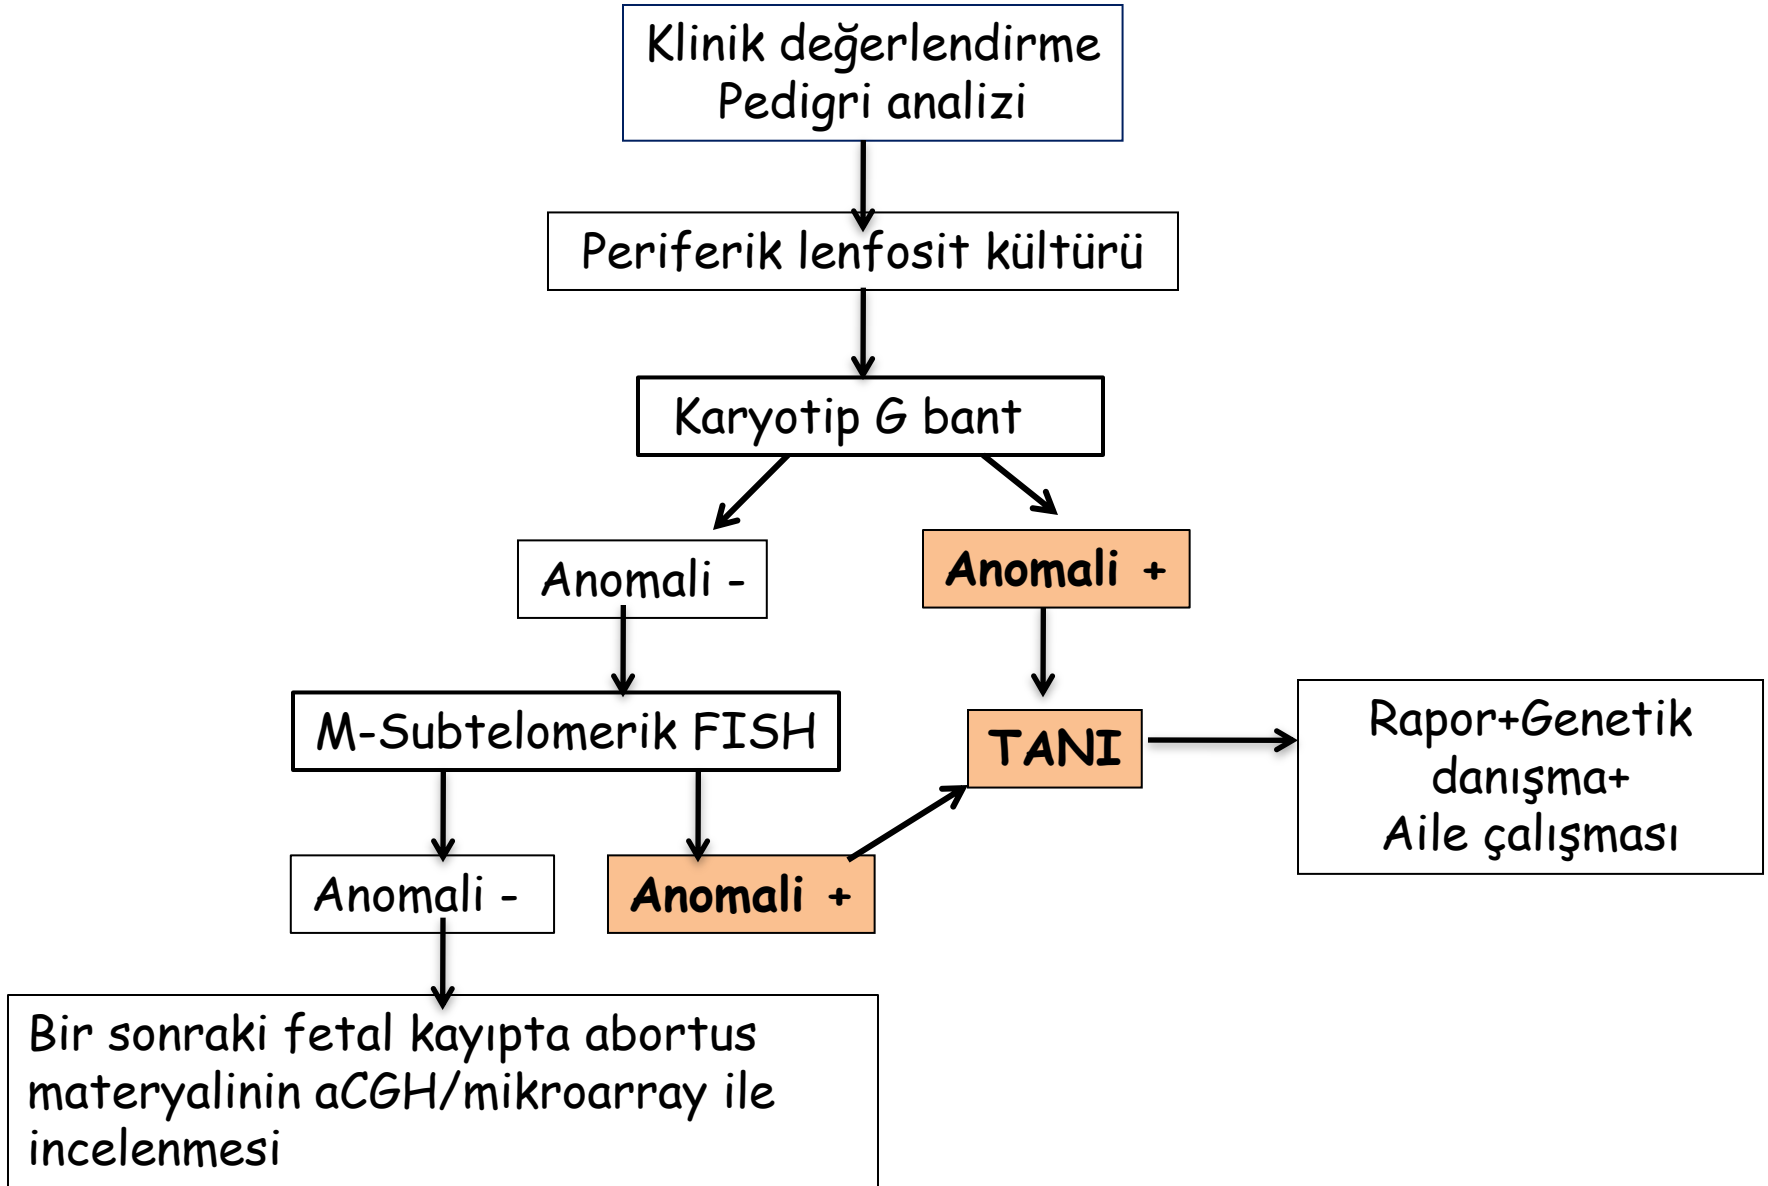 Klinik değerlendirme
Pedigri analizi
Periferik lenfosit kültürü
Karyotip G bant
Anomali -
Anomali +
M-Subtelomerik FISH
TANI
Rapor+Genetik
danışma+
Aile çalışması
Anomali -
Anomali +
Bir sonraki fetal kayıpta abortus
materyalinin aCGH/mikroarray ile
incelenmesi